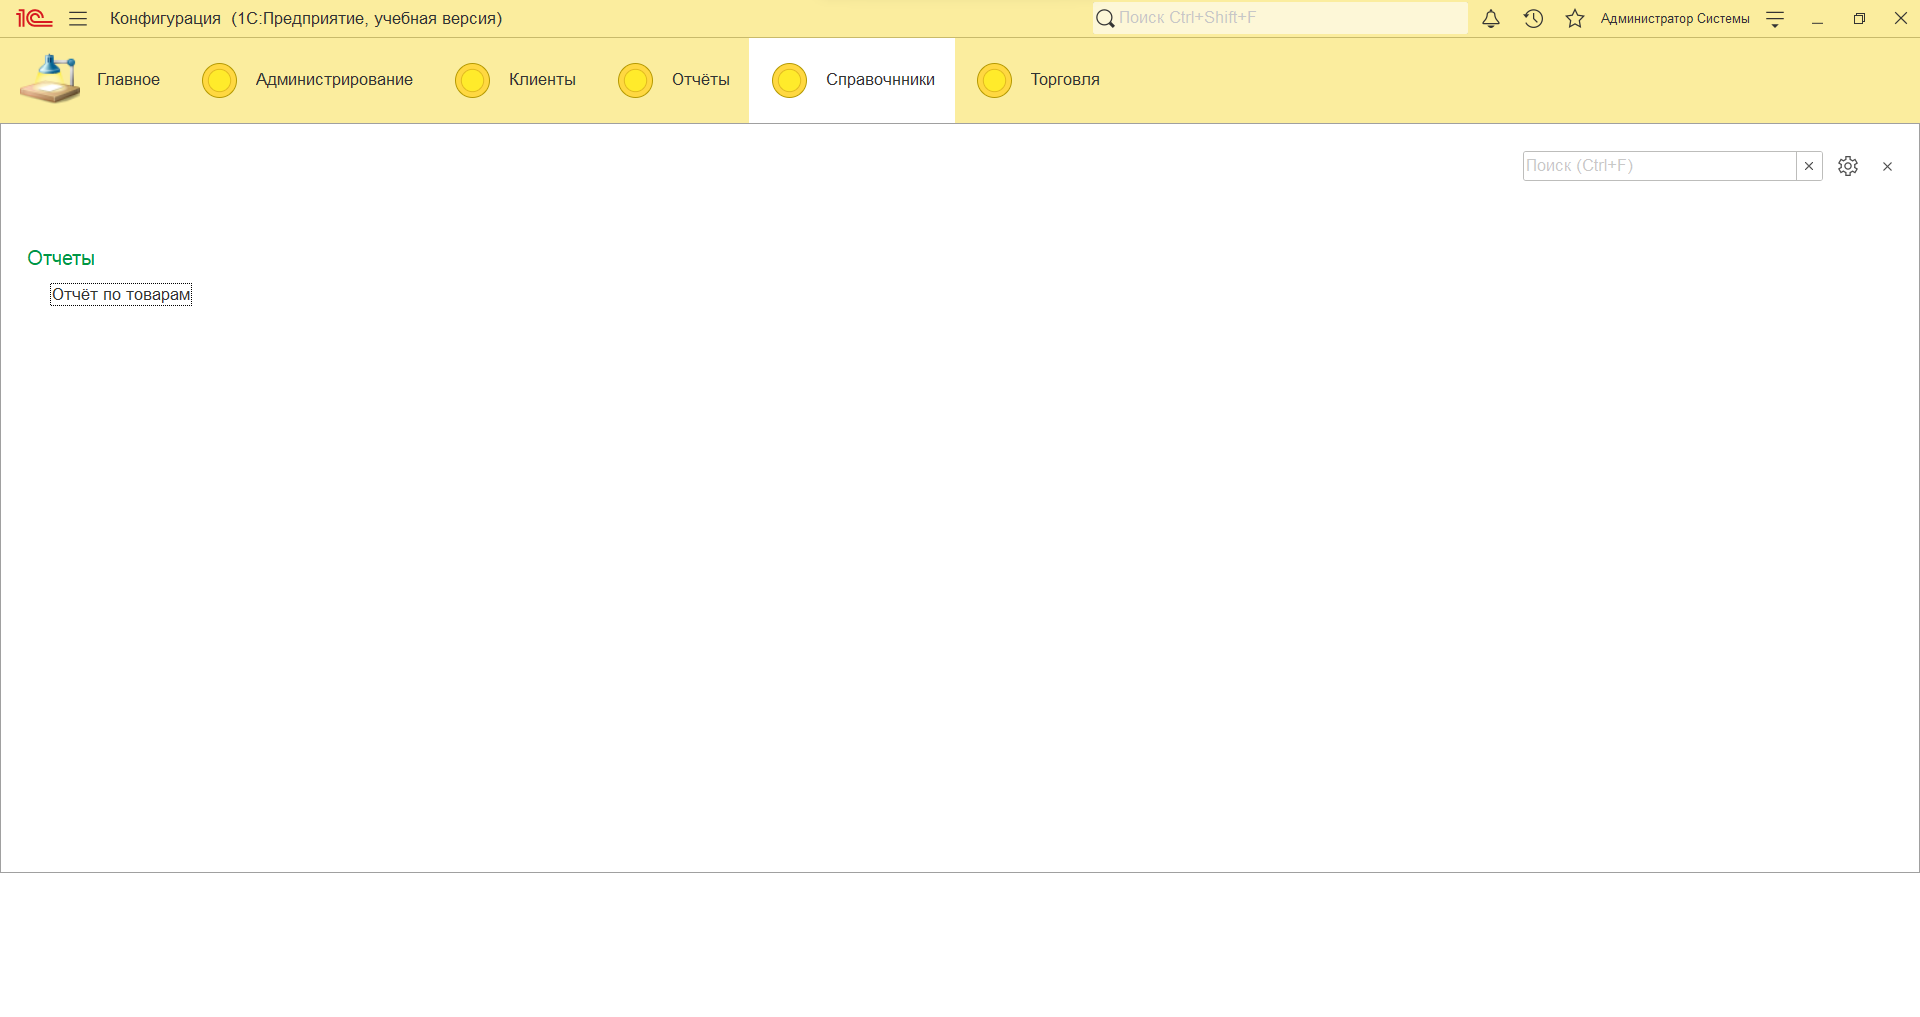 1С Конфигурация (1С:Предприятие, учебная версия) Поиск Ctrl+Shift+F Администратор Системы
Главное Администрирование Клиенты Отчёты Справочнники Торговля
Поиск (Ctrl+F)
Отчеты
Отчёт по товарам